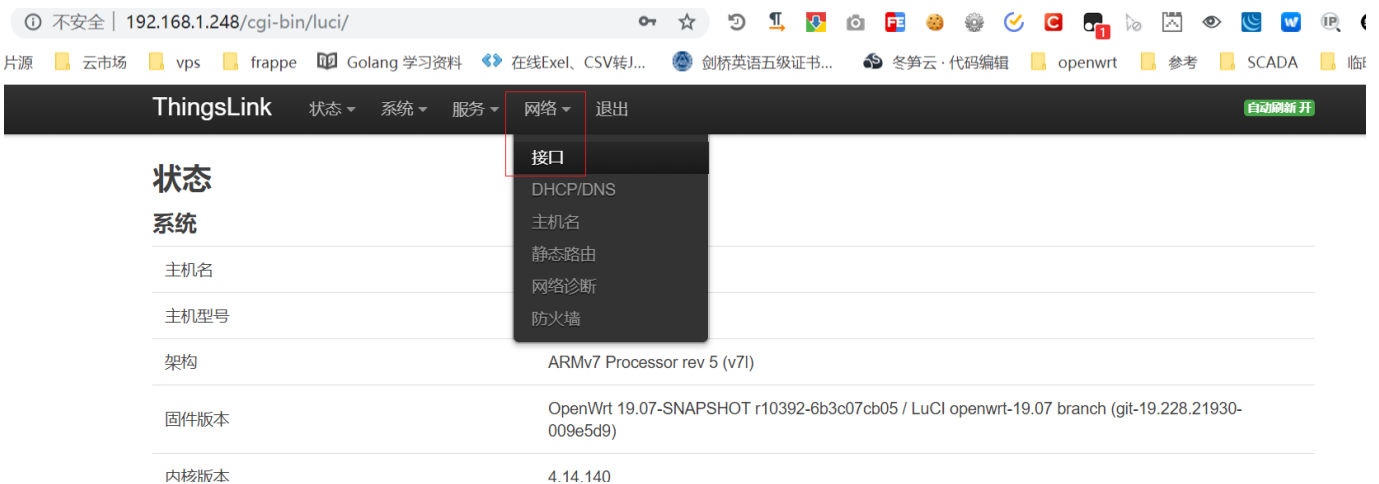 不安全 | 192.168.1.248/cgi-bin/luci/
片源 云市场 vps frappe Golang 学习资料 在线Exel、CSV转J... 剑桥英语五级证书... 冬笋云·代码编辑 openwrt 参考 SCADA 临时
ThingsLink 状态 系统 服务 网络 退出 自动刷新 开
接口
DHCP/DNS
主机名
静态路由
网络诊断
防火墙
状态
系统
主机名
主机型号
架构 ARMv7 Processor rev 5 (v7l)
固件版本 OpenWrt 19.07-SNAPSHOT r10392-6b3c07cb05 / LuCI openwrt-19.07 branch (git-19.228.21930-
009e5d9)
内核版本 4.14.140